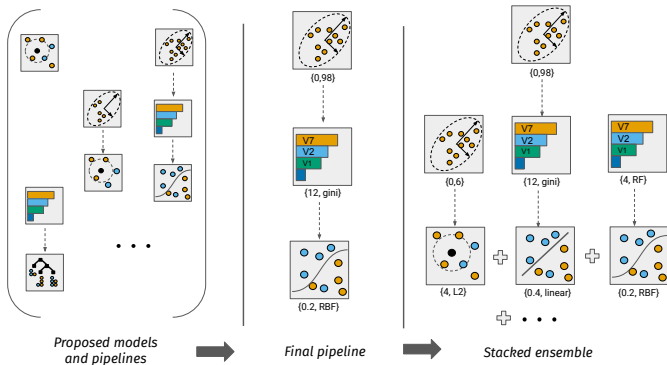 {0,98}
V7
V2
V1
{12, gini}
{0.2, RBF}
{0,98}
{0,6}
V7
V2
V1
{12, gini}
V7
V2
V1
{4, RF}
{4, L2}
{0.4, linear}
{0.2, RBF}
Proposed models
and pipelines
Final pipeline
Stacked ensemble